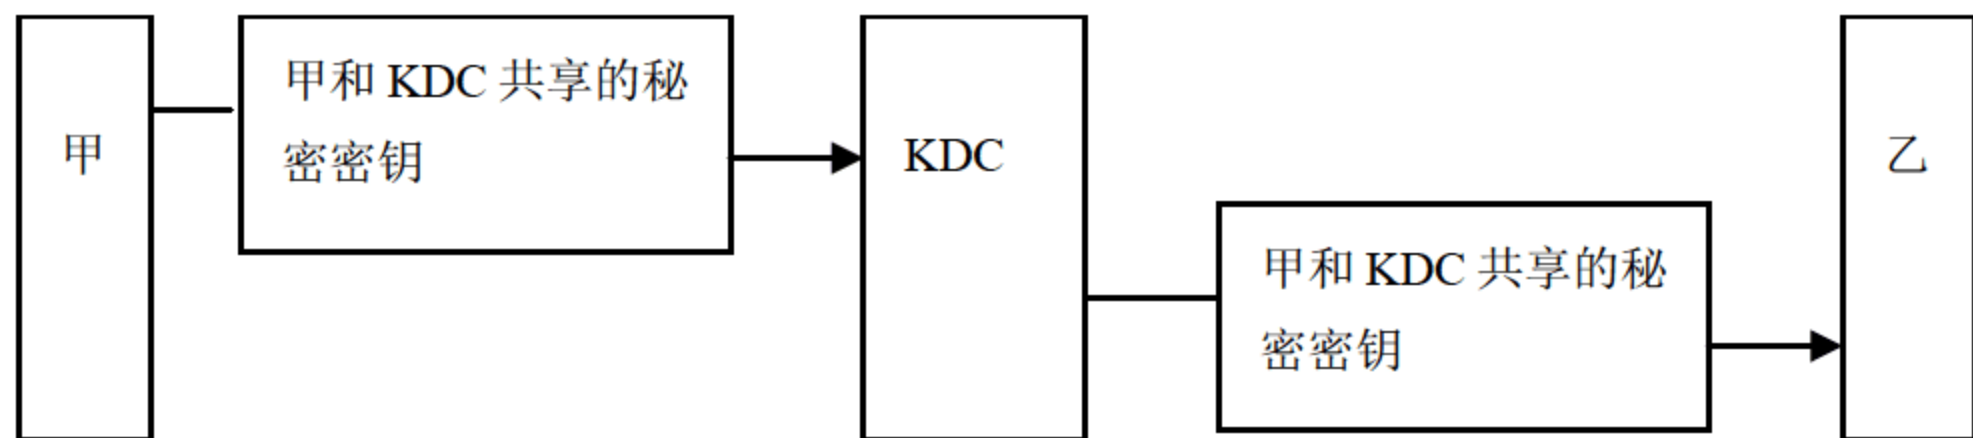 甲
甲和 KDC 共享的秘
密密钥
KDC
甲和 KDC 共享的秘
密密钥
乙